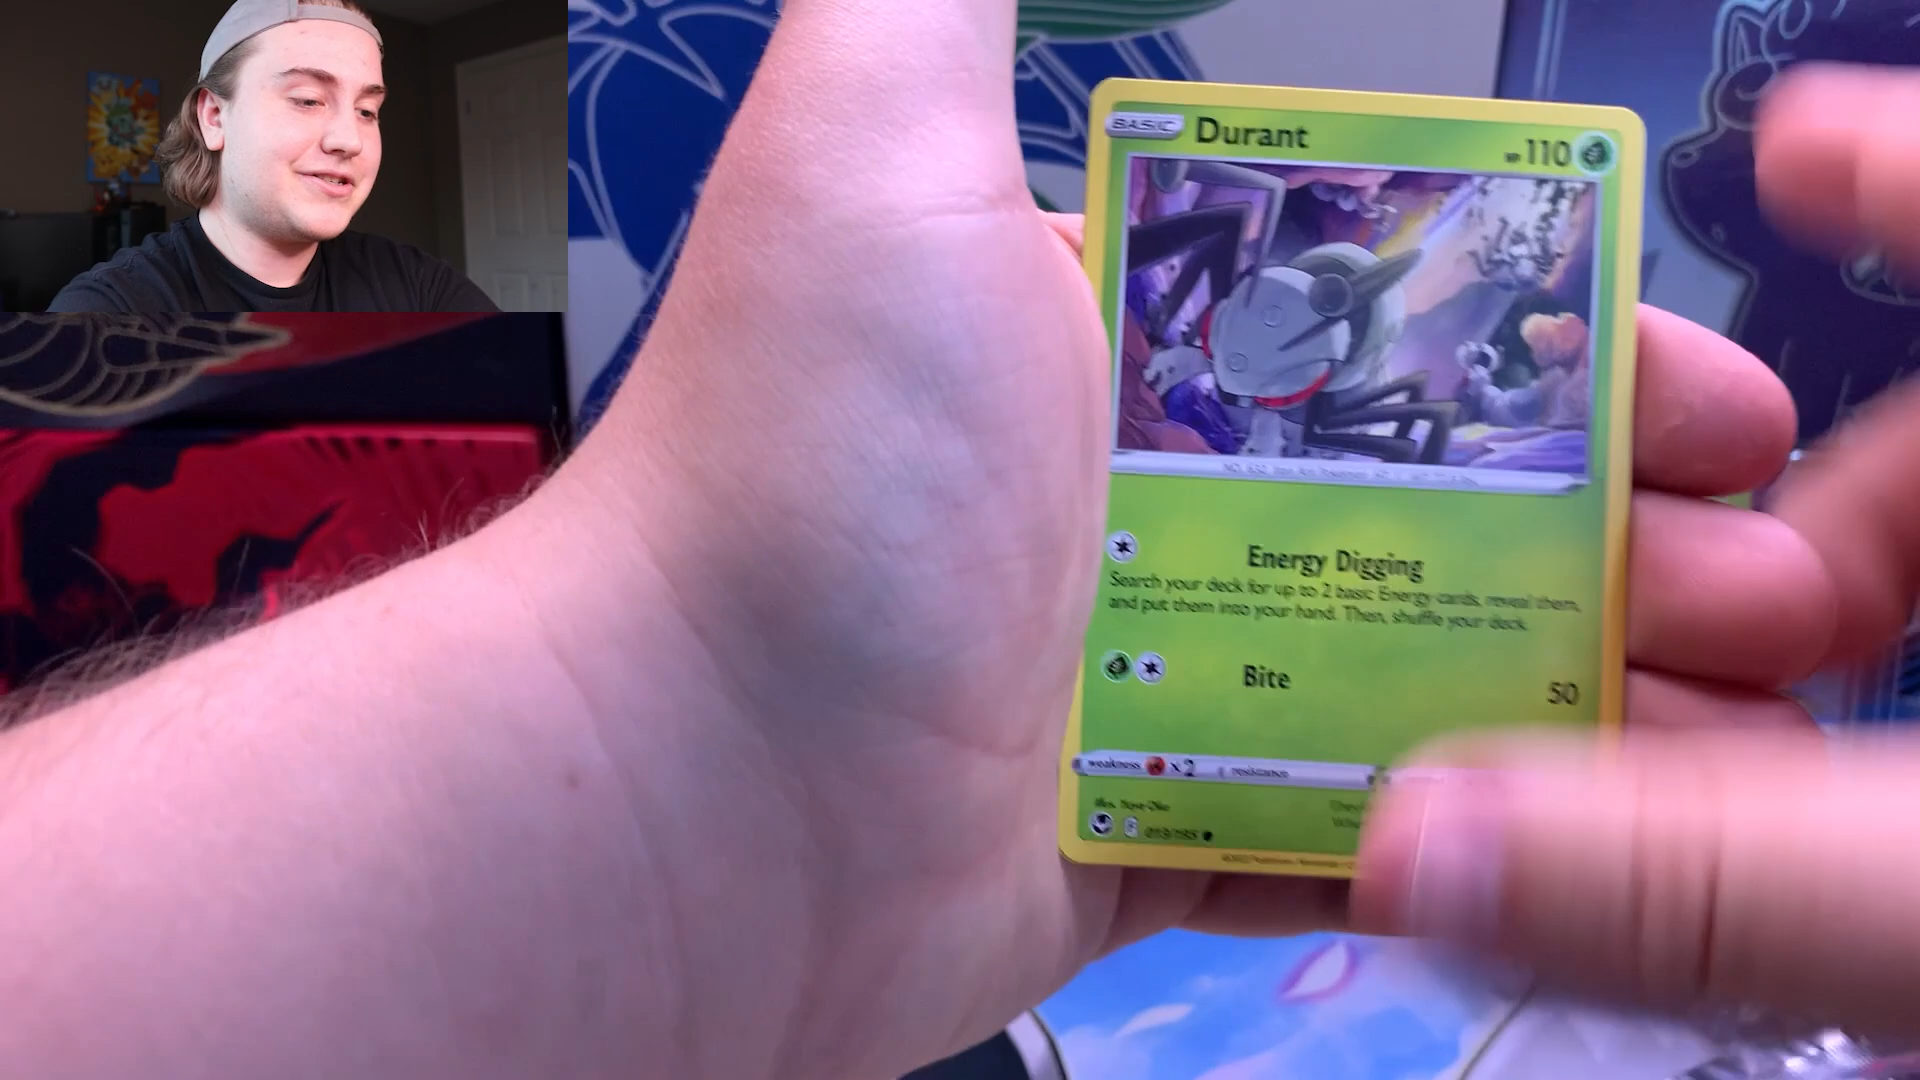 BASIC Durant HP 110
Energy Digging
Search your deck for up to 2 basic Energy cards, reveal them,
and put them into your hand. Then, shuffle your deck.
Bite 50
weakness ×2 resistance